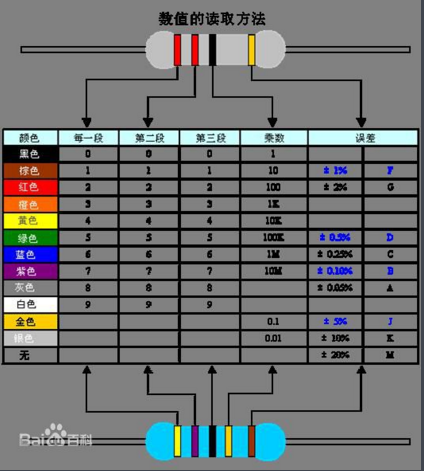 数值的读取方法
颜色 每一段 第二段 第三段 乘数 误差
黑色 0 0 0 1
棕色 1 1 1 10 ± 1% F
红色 2 2 2 100 ± 2% G
橙色 3 3 3 1K
黄色 4 4 4 10K
绿色 5 5 5 100K ± 0.5% D
蓝色 6 6 6 1M ± 0.25% C
紫色 7 7 7 10M ± 0.10% B
灰色 8 8 8 ± 0.05% A
白色 9 9 9
金色 0.1 ± 5% J
银色 0.01 ± 10% K
无 ± 20% M
Bai百科